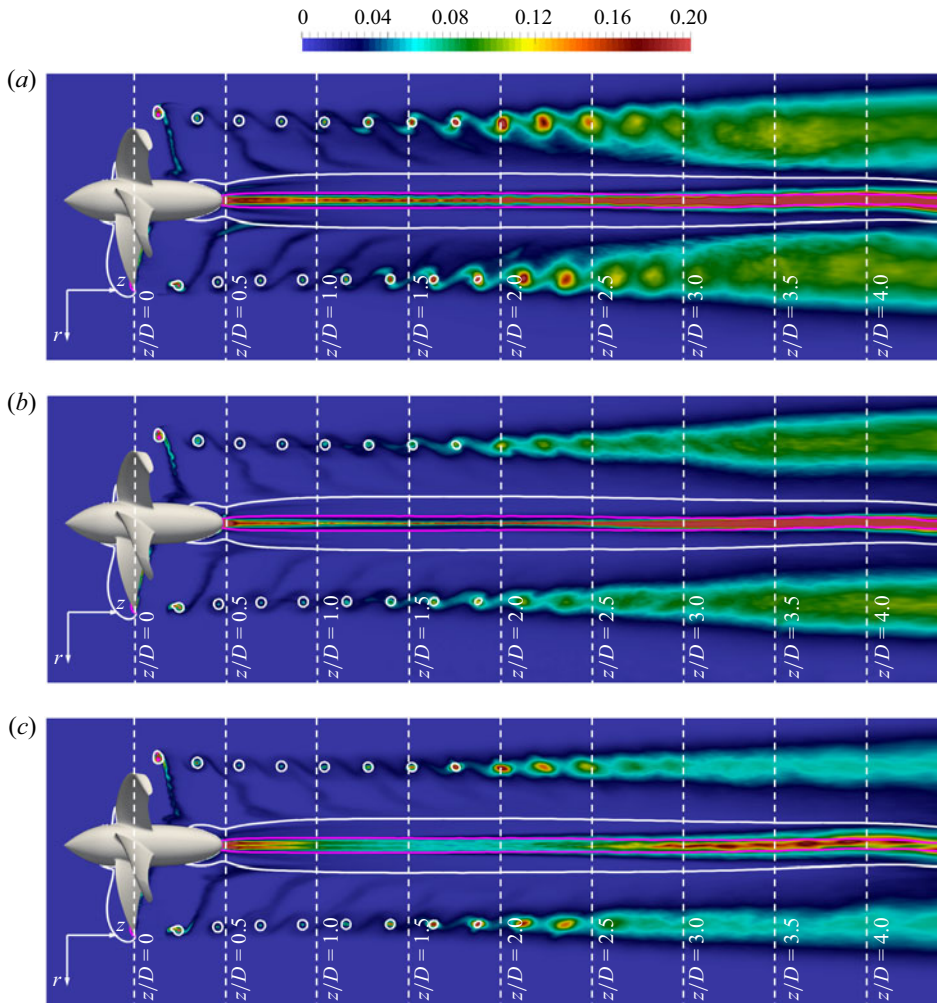 0 0.04 0.08 0.12 0.16 0.20
(a)
z
r
z/D = 0
z/D = 0.5
z/D = 1.0
z/D = 1.5
z/D = 2.0
z/D = 2.5
z/D = 3.0
z/D = 3.5
z/D = 4.0
(b)
z
r
z/D = 0
z/D = 0.5
z/D = 1.0
z/D = 1.5
z/D = 2.0
z/D = 2.5
z/D = 3.0
z/D = 3.5
z/D = 4.0
(c)
z
r
z/D = 0
z/D = 0.5
z/D = 1.0
z/D = 1.5
z/D = 2.0
z/D = 2.5
z/D = 3.0
z/D = 3.5
z/D = 4.0